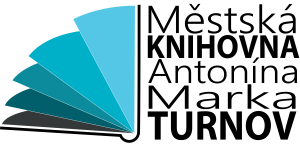 Městská
KNIHOVNA
Antonína
Marka
TURNOV